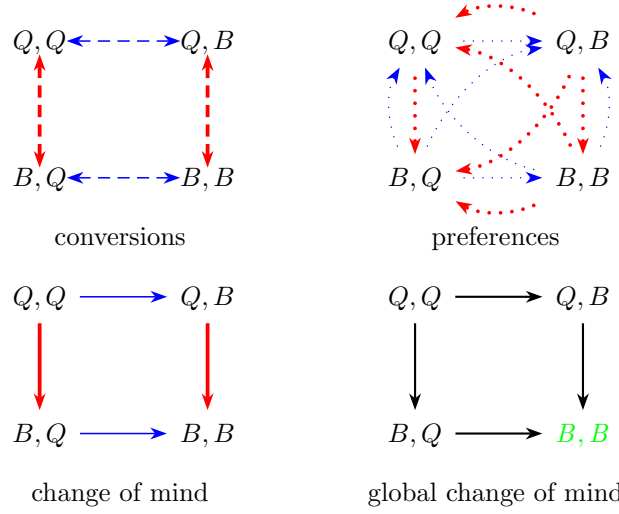 Q, Q Q, B Q, Q Q, B
B, Q B, B B, Q B, B
conversions preferences
Q, Q Q, B Q, Q Q, B
B, Q B, B B, Q B, B
change of mind global change of mind